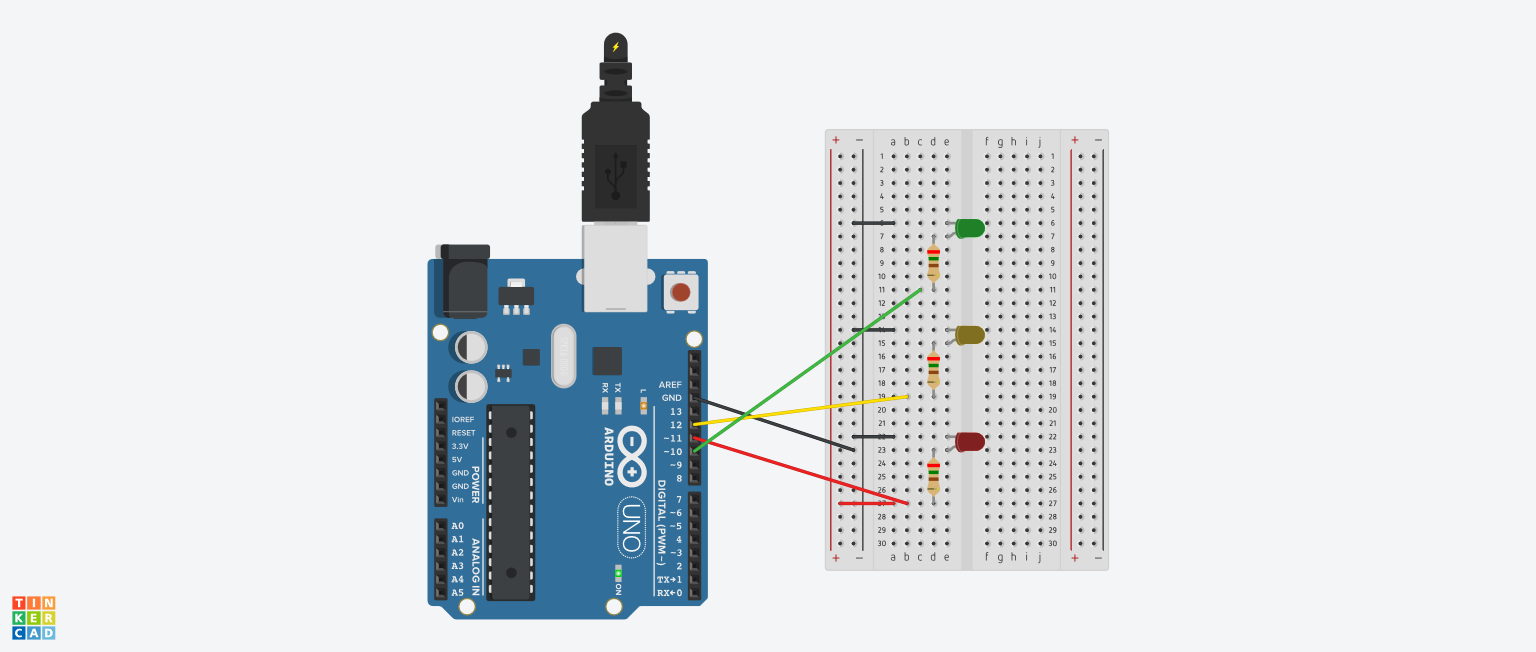 AREF
GND
13
12
~11
~10
~9
8
7
~6
~5
4
~3
2
TX→1
RX←0
DIGITAL (PWM~)
RX
TX
L
ARDUINO
UNO
ON
IOREF
RESET
3.3V
5V
GND
GND
Vin
POWER
A0
A1
A2
A3
A4
A5
ANALOG IN
+ − a b c d e f g h i j + −
1 1
2 2
3 3
4 4
5 5
6 6
7 7
8 8
9 9
10 10
11 11
12 12
13 13
14 14
15 15
16 16
17 17
18 18
19 19
20 20
21 21
22 22
23 23
24 24
25 25
26 26
27 27
28 28
29 29
30 30
+ − a b c d e f g h i j + −
TIN
KER
CAD